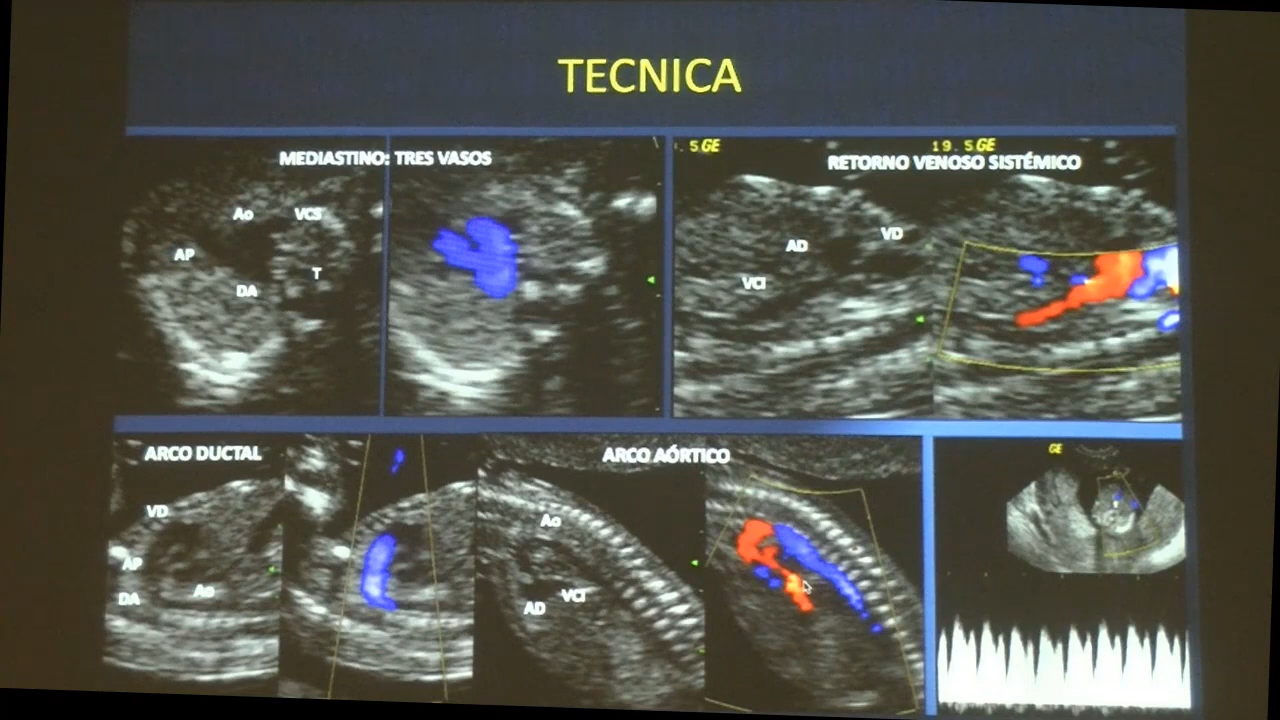 TECNICA
MEDIASTINO: TRES VASOS
Ao
VCS
AP
T
DA
. 5 GE
19. 5 GE
RETORNO VENOSO SISTÉMICO
AD
VD
VCI
ARCO DUCTAL
VD
AP
DA
Ao
ARCO AÓRTICO
Ao
VCI
AD
GE